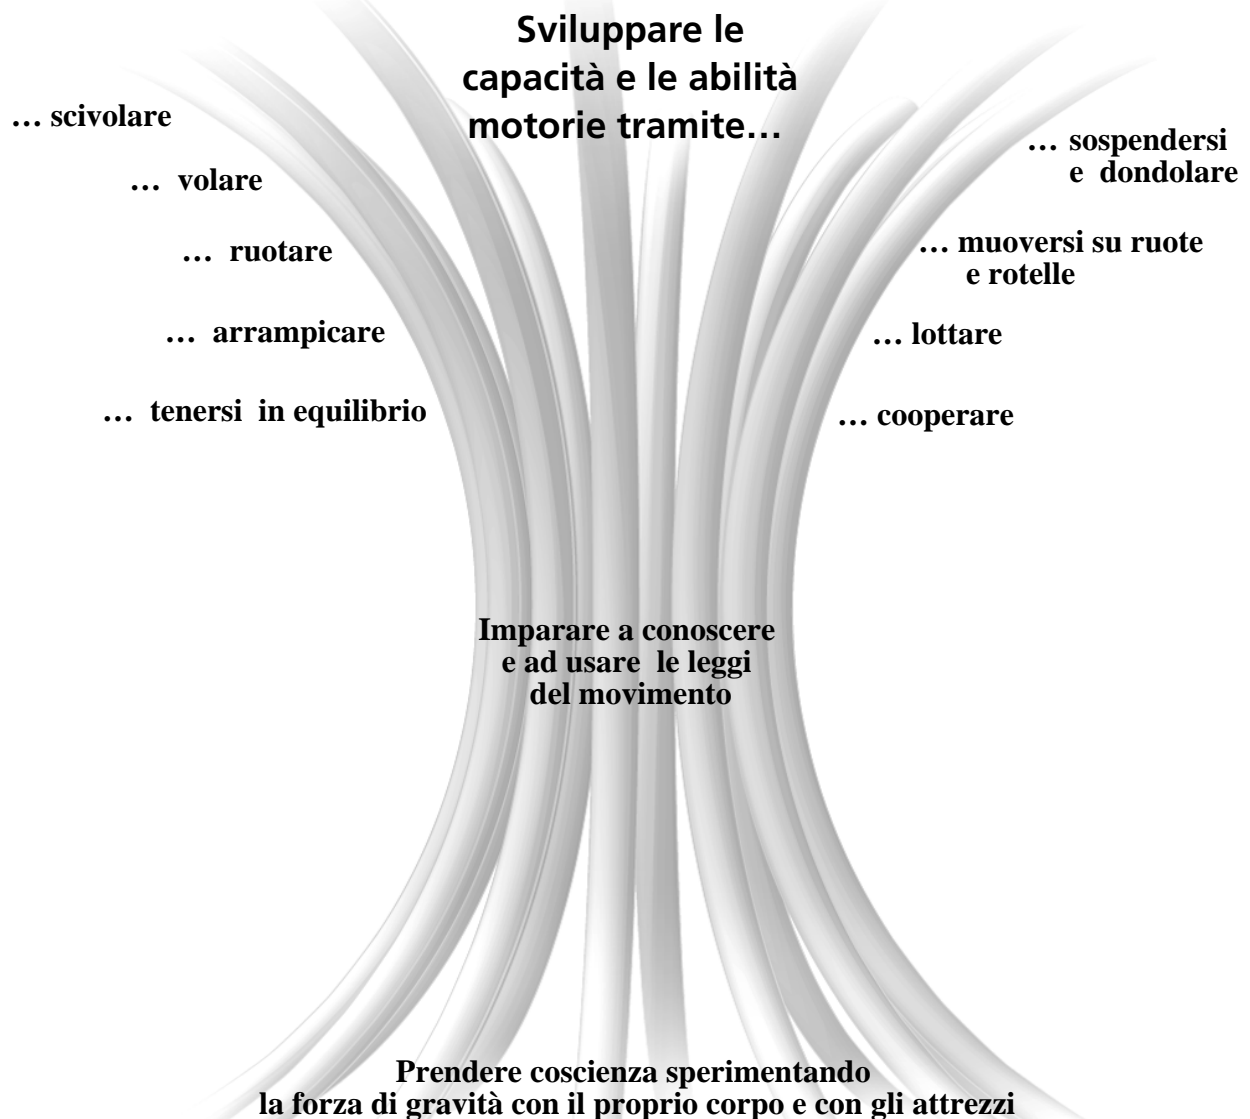 Sviluppare le
capacità e le abilità
motorie tramite…
… scivolare
… volare
… ruotare
… arrampicare
… tenersi in equilibrio
… sospendersi
e dondolare
… muoversi su ruote
e rotelle
… lottare
… cooperare
Imparare a conoscere
e ad usare le leggi
del movimento
Prendere coscienza sperimentando
la forza di gravità con il proprio corpo e con gli attrezzi